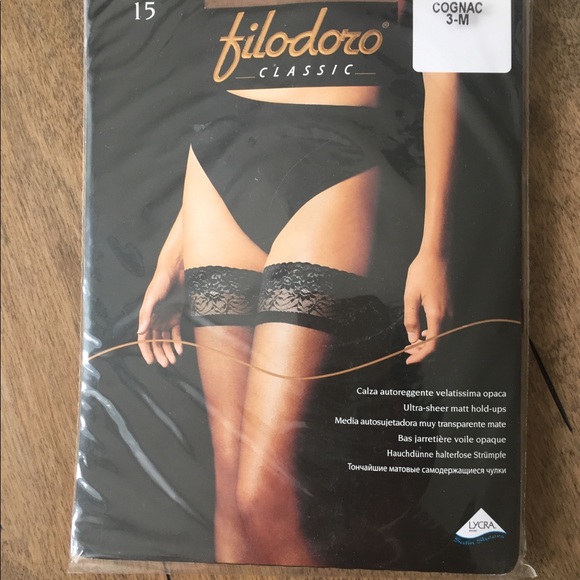 15
filodoro®
CLASSIC
COGNAC
3-M
Calza autoreggente velatissima opaca
Ultra-sheer matt hold-ups
Media autosujetadora muy transparente mate
Bas jarretière voile opaque
Hauchdünne halterlose Strümpfe
Тончайшие матовые самодержащиеся чулки
LYCRA